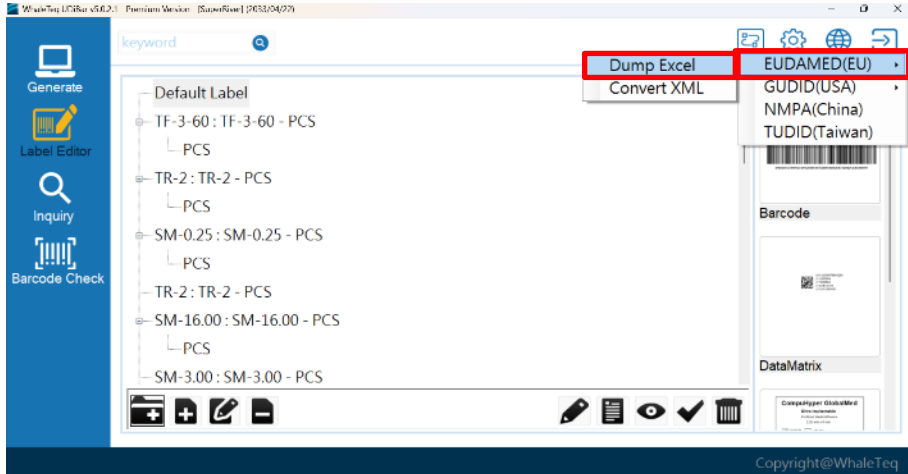 WhaleTeq UDiBar v5.0.2.1 Premium Version [SuperRiver] (2033/04/22)
keyword
Generate
Label Editor
Inquiry
Barcode Check
Default Label
TF-3-60 : TF-3-60 - PCS
PCS
TR-2 : TR-2 - PCS
PCS
SM-0.25 : SM-0.25 - PCS
PCS
TR-2 : TR-2 - PCS
SM-16.00 : SM-16.00 - PCS
PCS
SM-3.00 : SM-3.00 - PCS
Dump Excel
Convert XML
EUDAMED(EU)
GUDID(USA)
NMPA(China)
TUDID(Taiwan)
Barcode
DataMatrix
CompuHyper GlobalMed
Copyright@WhaleTeq